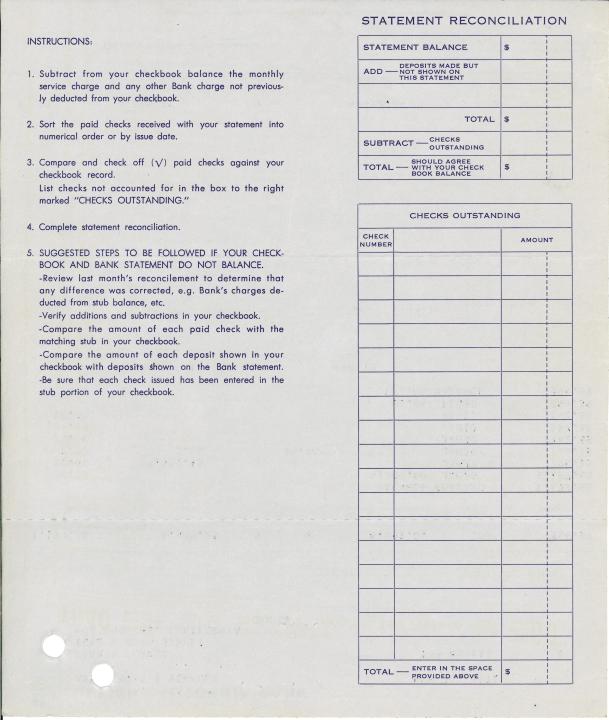 STATEMENT RECONCILIATION
INSTRUCTIONS:
1. Subtract from your checkbook balance the monthly
service charge and any other Bank charge not previous-
ly deducted from your checkbook.
2. Sort the paid checks received with your statement into
numerical order or by issue date.
3. Compare and check off (√) paid checks against your
checkbook record.
List checks not accounted for in the box to the right
marked "CHECKS OUTSTANDING."
4. Complete statement reconciliation.
5. SUGGESTED STEPS TO BE FOLLOWED IF YOUR CHECK-
BOOK AND BANK STATEMENT DO NOT BALANCE.
-Review last month's reconcilement to determine that
any difference was corrected, e.g. Bank's charges de-
ducted from stub balance, etc.
-Verify additions and subtractions in your checkbook.
-Compare the amount of each paid check with the
matching stub in your checkbook.
-Compare the amount of each deposit shown in your
checkbook with deposits shown on the Bank statement.
-Be sure that each check issued has been entered in the
stub portion of your checkbook.
STATEMENT BALANCE $
ADD — DEPOSITS MADE BUT
NOT SHOWN ON
THIS STATEMENT
TOTAL $
SUBTRACT — CHECKS
OUTSTANDING
TOTAL — SHOULD AGREE
WITH YOUR CHECK
BOOK BALANCE $
CHECKS OUTSTANDING
CHECK
NUMBER
AMOUNT
TOTAL — ENTER IN THE SPACE
PROVIDED ABOVE $